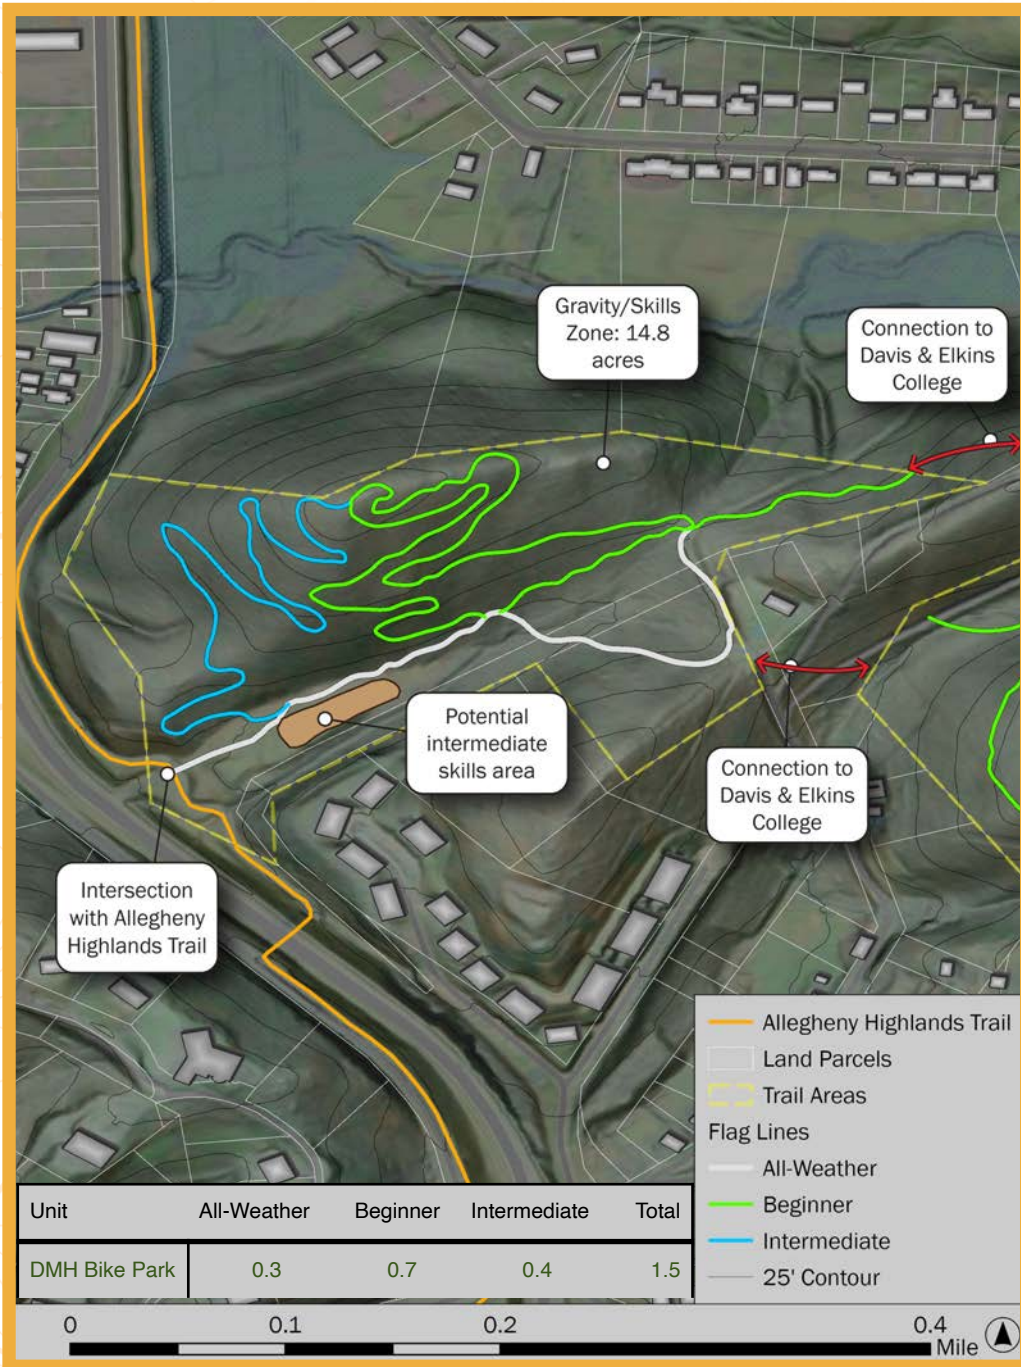 Gravity/Skills
Zone: 14.8
acres
Connection to
Davis & Elkins
College
Potential
intermediate
skills area
Connection to
Davis & Elkins
College
Intersection
with Allegheny
Highlands Trail
Allegheny Highlands Trail
Land Parcels
Trail Areas
Flag Lines
All-Weather
Beginner
Intermediate
25' Contour
Unit All-Weather Beginner Intermediate Total
DMH Bike Park 0.3 0.7 0.4 1.5
0 0.1 0.2 0.4
Mile